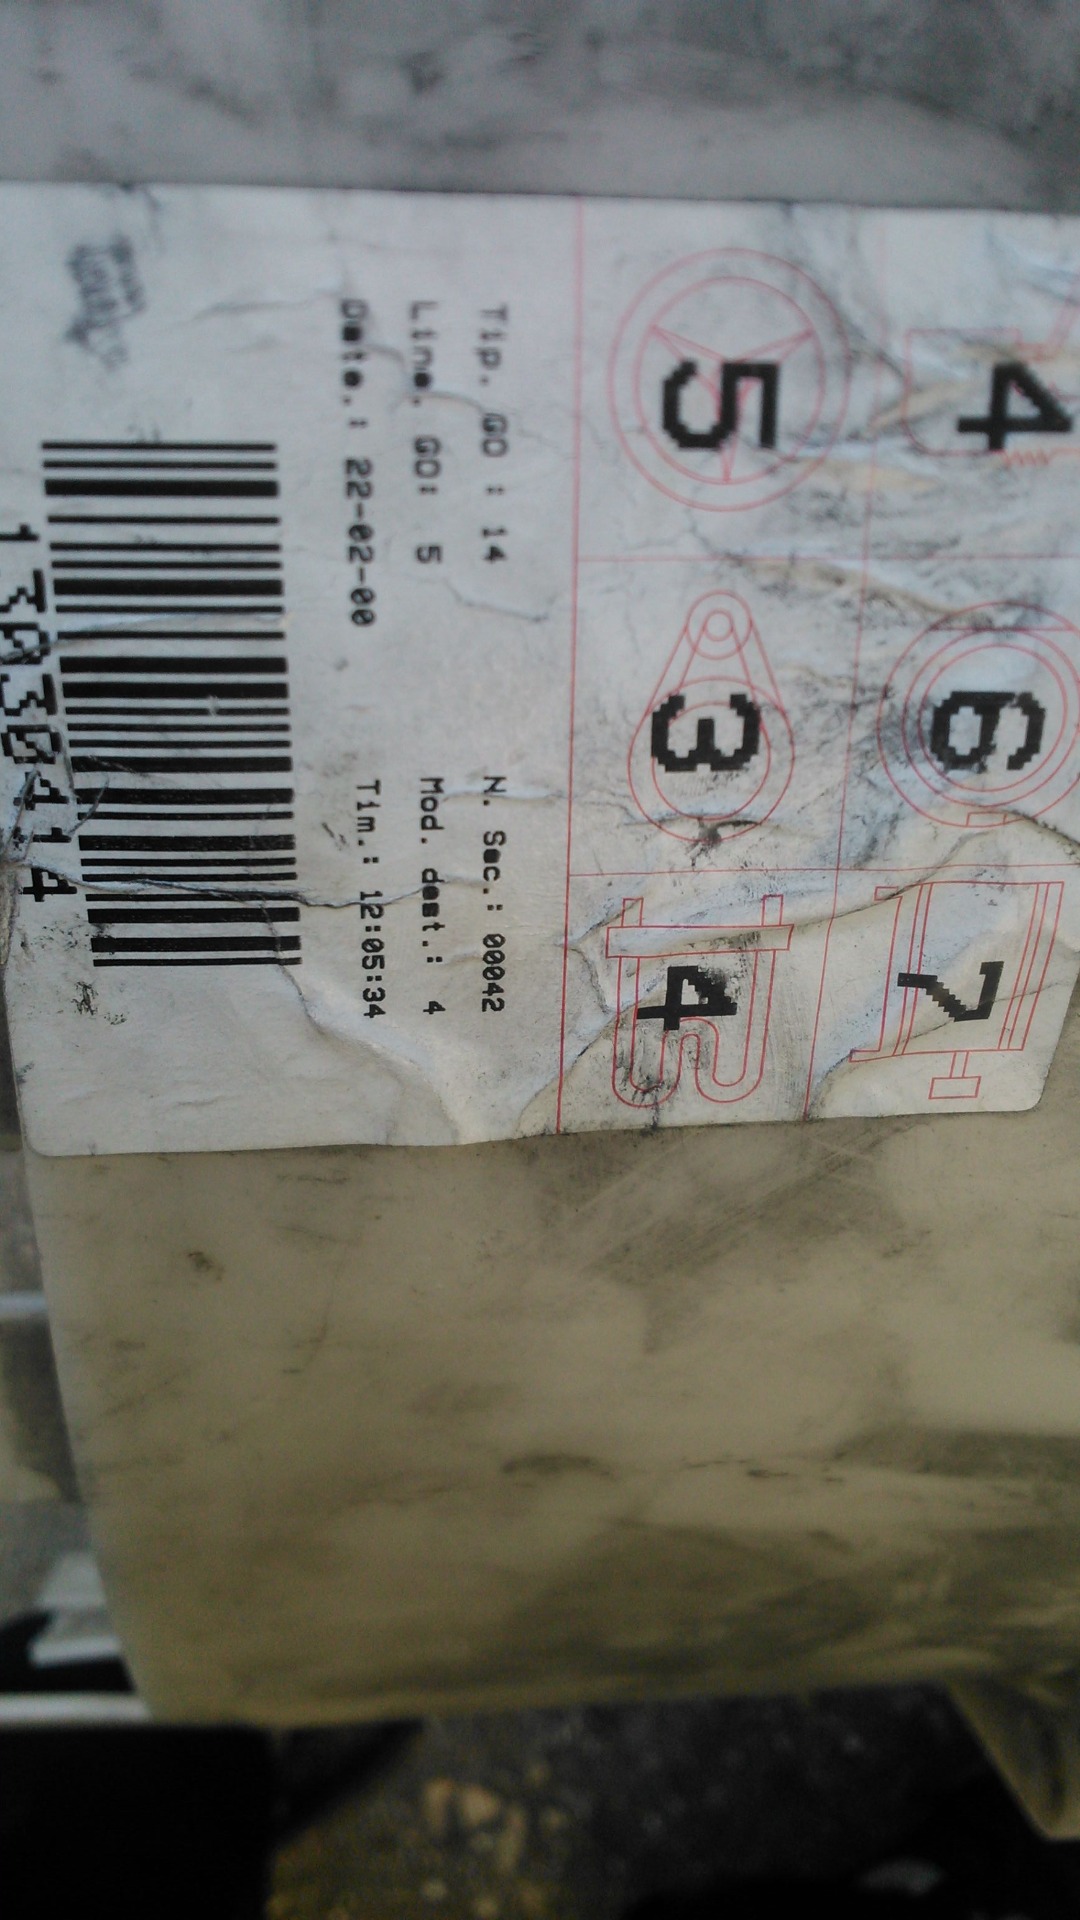 4 6 7
5 3 4
Tip. GO : 14 N. Sec.: 00042
Line. GO: 5 Mod. dest.: 4
Date.: 22-02-00 Tim.: 12:05:34